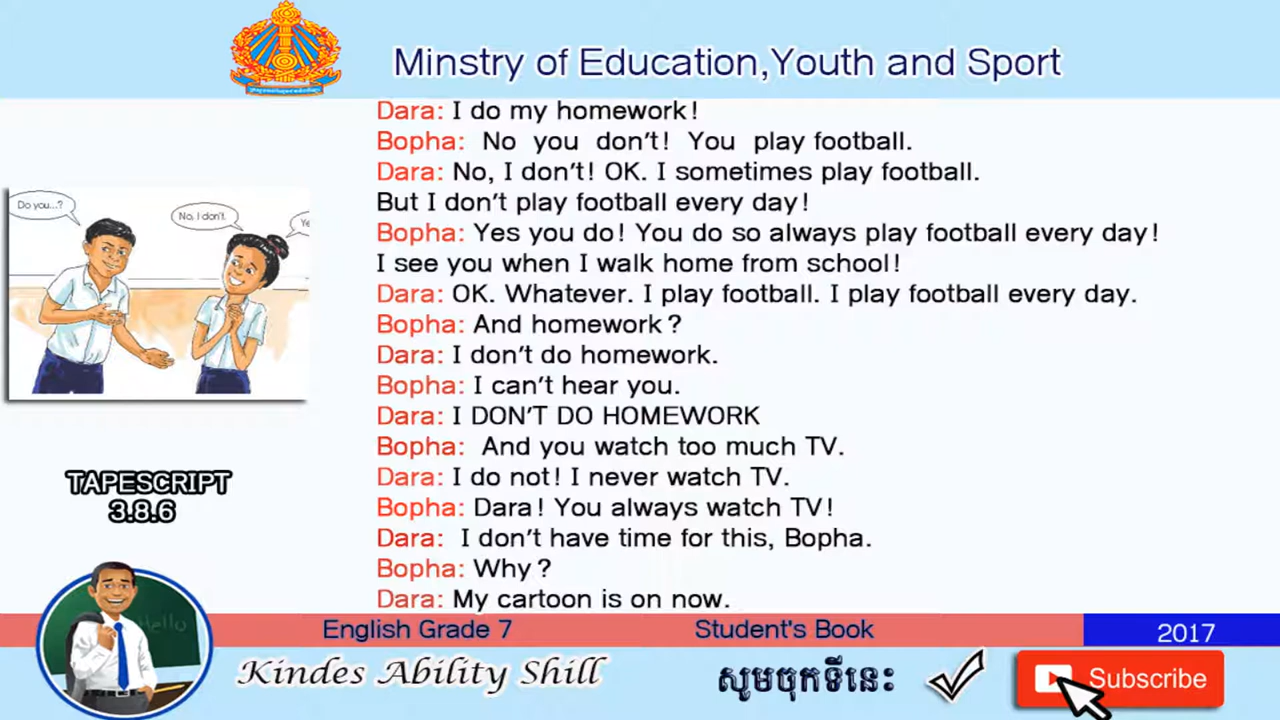 Minstry of Education,Youth and Sport
Dara: I do my homework!
Bopha: No you don't! You play football.
Dara: No, I don't! OK. I sometimes play football.
But I don't play football every day!
Bopha: Yes you do! You do so always play football every day!
I see you when I walk home from school!
Dara: OK. Whatever. I play football. I play football every day.
Bopha: And homework?
Dara: I don't do homework.
Bopha: I can't hear you.
Dara: I DON'T DO HOMEWORK
Bopha: And you watch too much TV.
Dara: I do not! I never watch TV.
Bopha: Dara! You always watch TV!
Dara: I don't have time for this, Bopha.
Bopha: Why?
Dara: My cartoon is on now.
Do you...?
No, I don't.
Ye
TAPESCRIPT
3.8.6
Hello
English Grade 7
Student's Book
2017
Kindes Ability Shill
សូមចុកទីនេះ
Subscribe